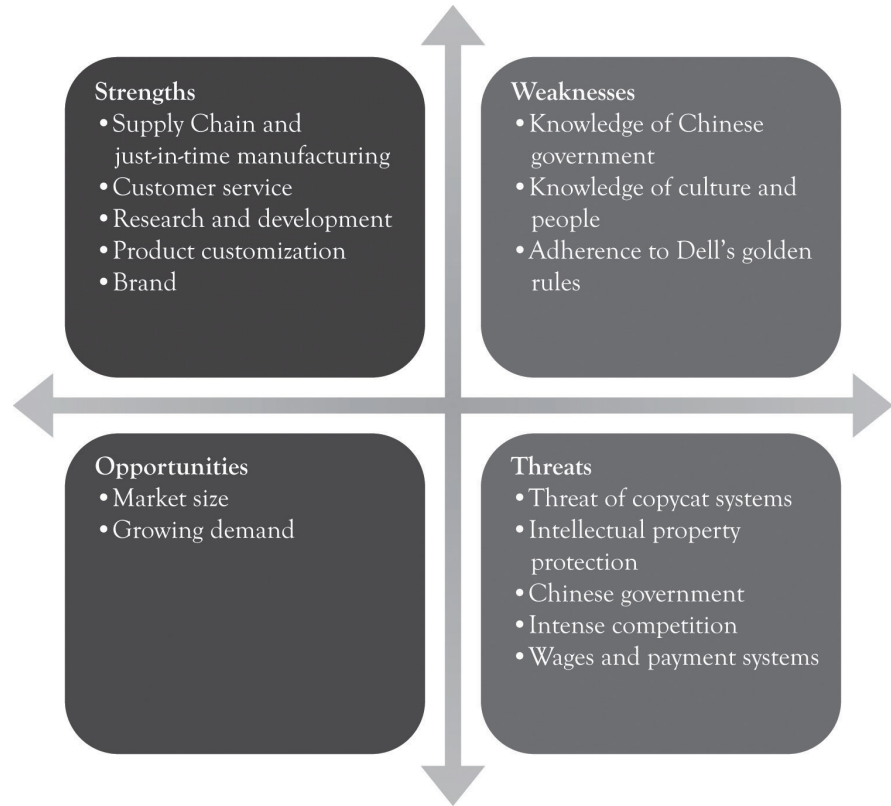 Strengths
• Supply Chain and
just-in-time manufacturing
• Customer service
• Research and development
• Product customization
• Brand
Weaknesses
• Knowledge of Chinese
government
• Knowledge of culture and
people
• Adherence to Dell’s golden
rules
Opportunities
• Market size
• Growing demand
Threats
• Threat of copycat systems
• Intellectual property
protection
• Chinese government
• Intense competition
• Wages and payment systems